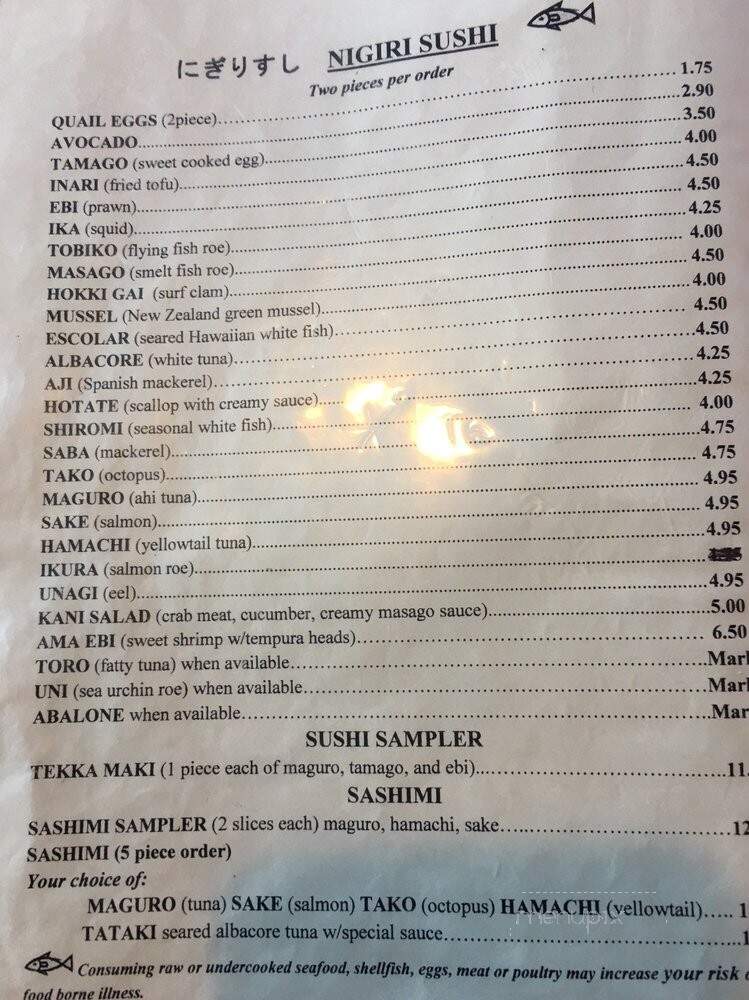 にぎりすし NIGIRI SUSHI
Two pieces per order
QUAIL EGGS (2piece)........ 1.75
AVOCADO........ 2.90
TAMAGO (sweet cooked egg)........ 3.50
INARI (fried tofu)........ 4.00
EBI (prawn)........ 4.50
IKA (squid)........ 4.50
TOBIKO (flying fish roe)........ 4.25
MASAGO (smelt fish roe)........ 4.00
HOKKI GAI (surf clam)........ 4.50
MUSSEL (New Zealand green mussel)........ 4.00
ESCOLAR (seared Hawaiian white fish)........ 4.50
ALBACORE (white tuna)........ 4.50
AJI (Spanish mackerel)........ 4.25
HOTATE (scallop with creamy sauce)........ 4.25
SHIROMI (seasonal white fish)........ 4.00
SABA (mackerel)........ 4.75
TAKO (octopus)........ 4.75
MAGURO (ahi tuna)........ 4.95
SAKE (salmon)........ 4.95
HAMACHI (yellowtail tuna)........ 4.95
IKURA (salmon roe)........
UNAGI (eel)........ 4.95
KANI SALAD (crab meat, cucumber, creamy masago sauce)........ 5.00
AMA EBI (sweet shrimp w/tempura heads)........ 6.50
TORO (fatty tuna) when available........ Mar
UNI (sea urchin roe) when available........ Mar
ABALONE when available........ Mar
SUSHI SAMPLER
TEKKA MAKI (1 piece each of maguro, tamago, and ebi)........ 11.
SASHIMI
SASHIMI SAMPLER (2 slices each) maguro, hamachi, sake........ 12
SASHIMI (5 piece order)
Your choice of:
MAGURO (tuna) SAKE (salmon) TAKO (octopus) HAMACHI (yellowtail)..... 1
TATAKI seared albacore tuna w/special sauce........ 1
Consuming raw or undercooked seafood, shellfish, eggs, meat or poultry may increase your risk o
food borne illness.